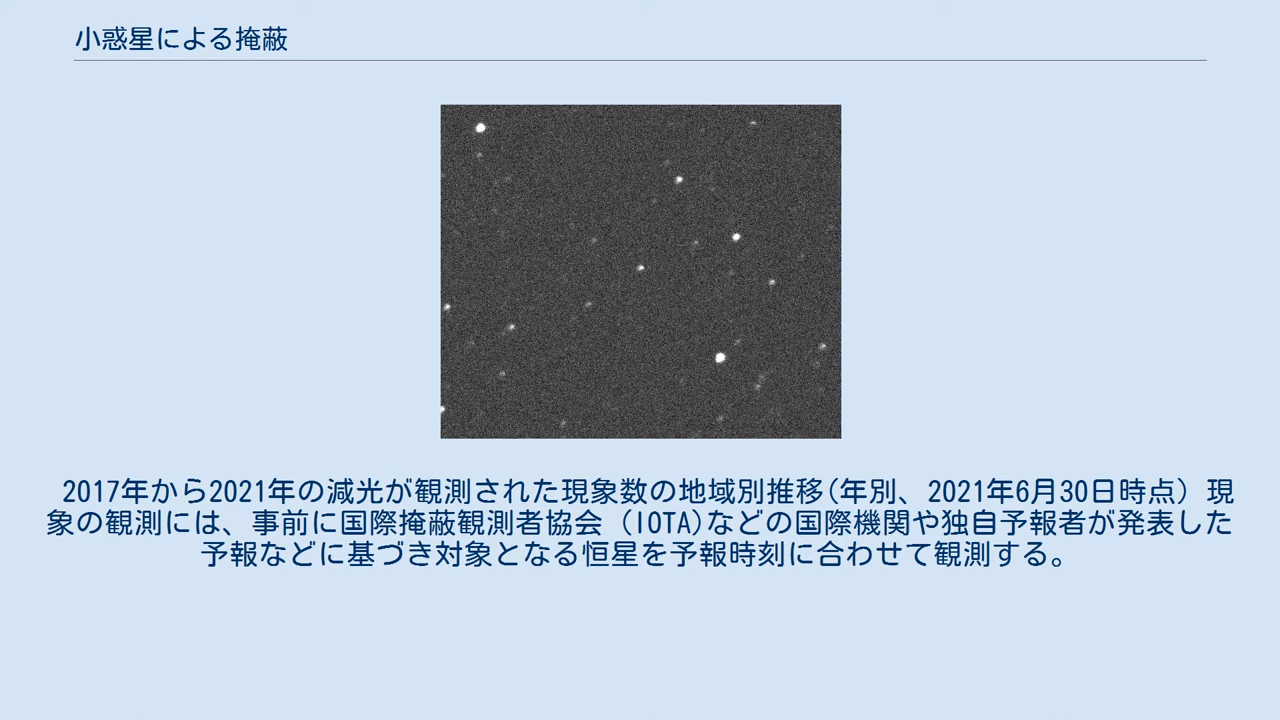 小惑星による掩蔽
2017年から2021年の減光が観測された現象数の地域別推移(年別、2021年6月30日時点) 現
象の観測には、事前に国際掩蔽観測者協会 (IOTA)などの国際機関や独自予報者が発表した
予報などに基づき対象となる恒星を予報時刻に合わせて観測する。